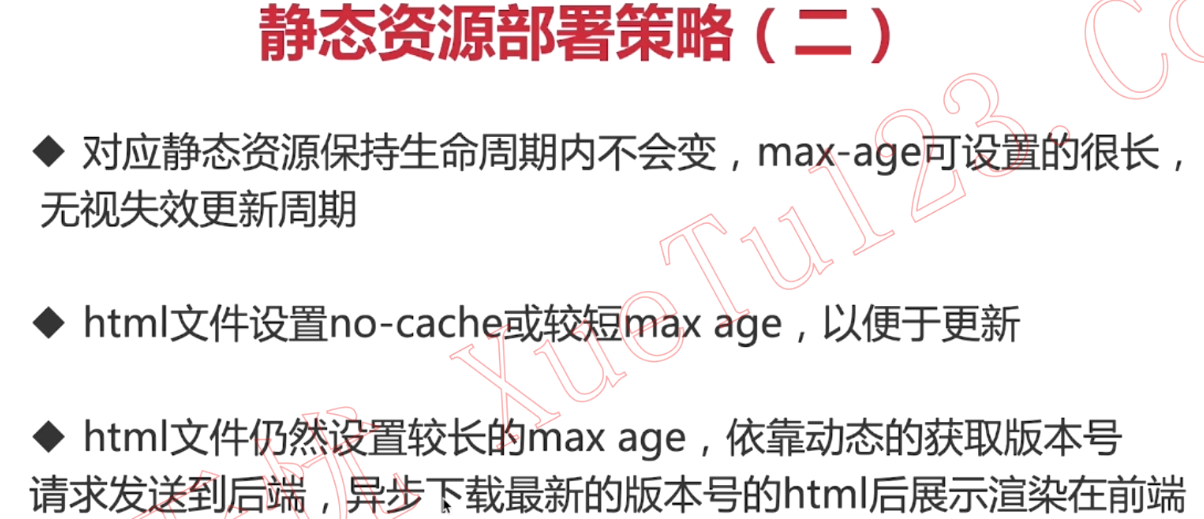 静态资源部署策略（二）
◆ 对应静态资源保持生命周期内不会变，max-age可设置的很长，
无视失效更新周期
◆ html文件设置no-cache或较短max age，以便于更新
◆ html文件仍然设置较长的max age，依靠动态的获取版本号
请求发送到后端，异步下载最新的版本号的html后展示渲染在前端
XueTu123.Co